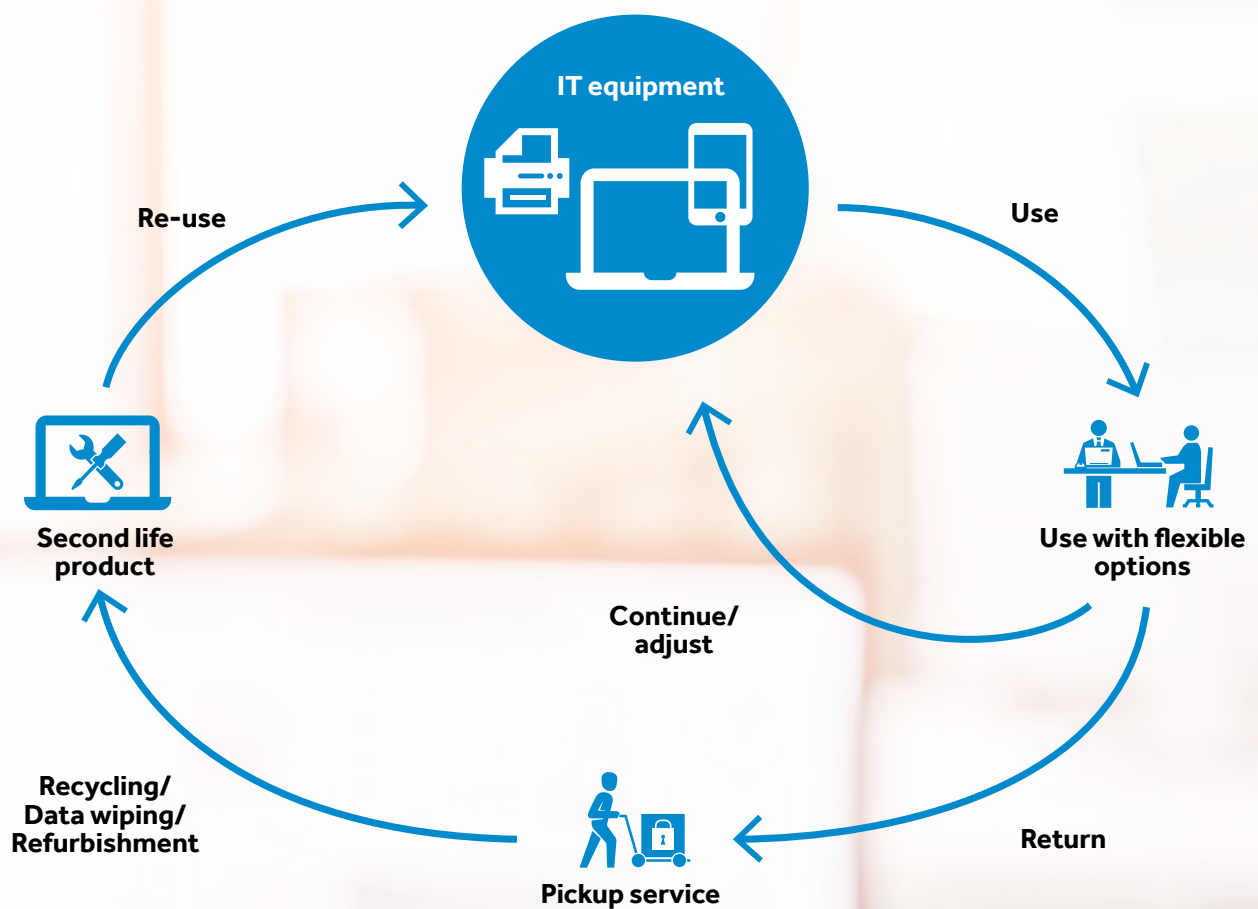 IT equipment
Re-use
Use
Second life
product
Use with flexible
options
Continue/
adjust
Recycling/
Data wiping/
Refurbishment
Return
Pickup service